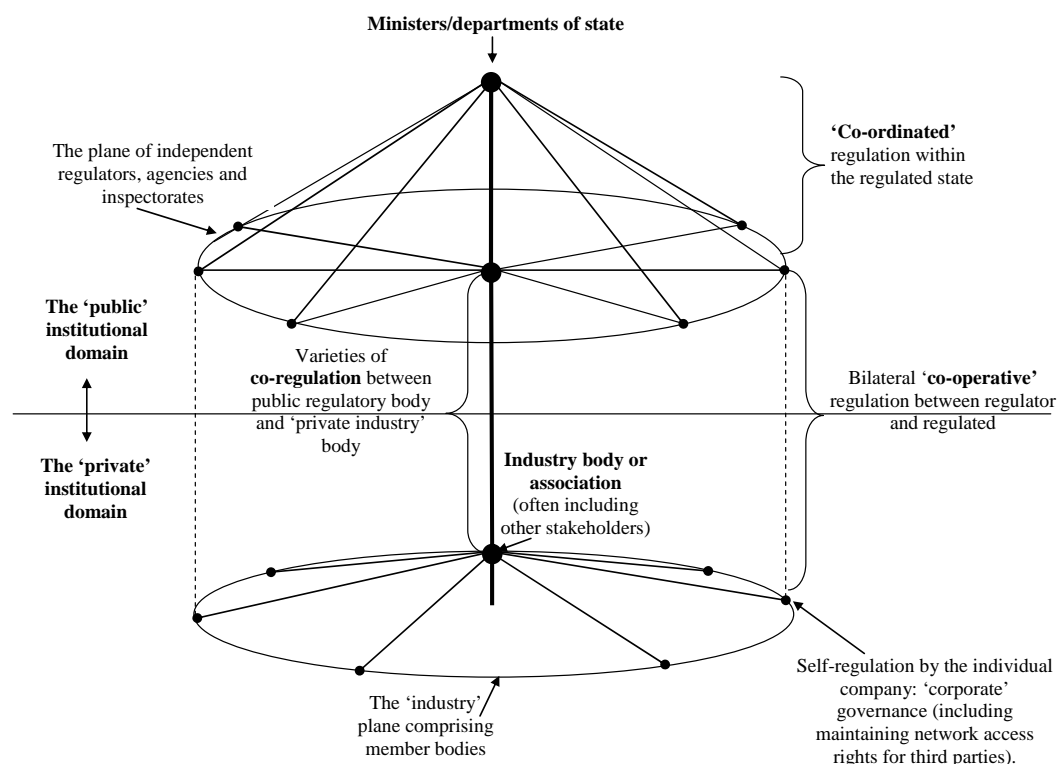 Ministers/departments of state
‘Co-ordinated’
regulation within
the regulated state
The plane of independent
regulators, agencies and
inspectorates
The ‘public’
institutional
domain
Varieties of
co-regulation between
public regulatory body
and ‘private industry’
body
Bilateral ‘co-operative’
regulation between regulator
and regulated
The ‘private’
institutional
domain
Industry body or
association
(often including
other stakeholders)
The ‘industry’
plane comprising
member bodies
Self-regulation by the individual
company: ‘corporate’
governance (including
maintaining network access
rights for third parties).